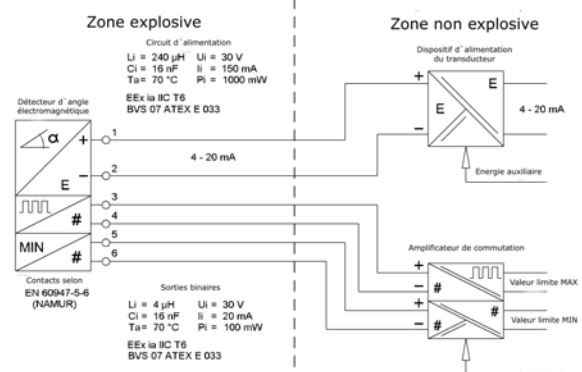 Zone explosive
Zone non explosive
Circuit d`alimentation
Li = 240 µH Ui = 30 V
Ci = 16 nF Ii = 150 mA
Ta= 70 °C Pi = 1000 mW
EEx ia IIC T6
BVS 07 ATEX E 033
Dispositif d`alimentation
du transducteur
+
E
E
−
4 - 20 mA
Energie auxiliaire
Détecteur d`angle
électromagnétique
α
+
−
E
1
2
4 - 20 mA
#
3
4
MIN
#
5
6
Contacts selon
EN 60947-5-6
(NAMUR)
Sorties binaires
Li = 4 µH Ui = 30 V
Ci = 16 nF Ii = 20 mA
Ta= 70 °C Pi = 100 mW
EEx ia IIC T6
BVS 07 ATEX E 033
Amplificateur de commutation
+
− #
Valeur limite MAX
+ #
− #
Valeur limite MIN